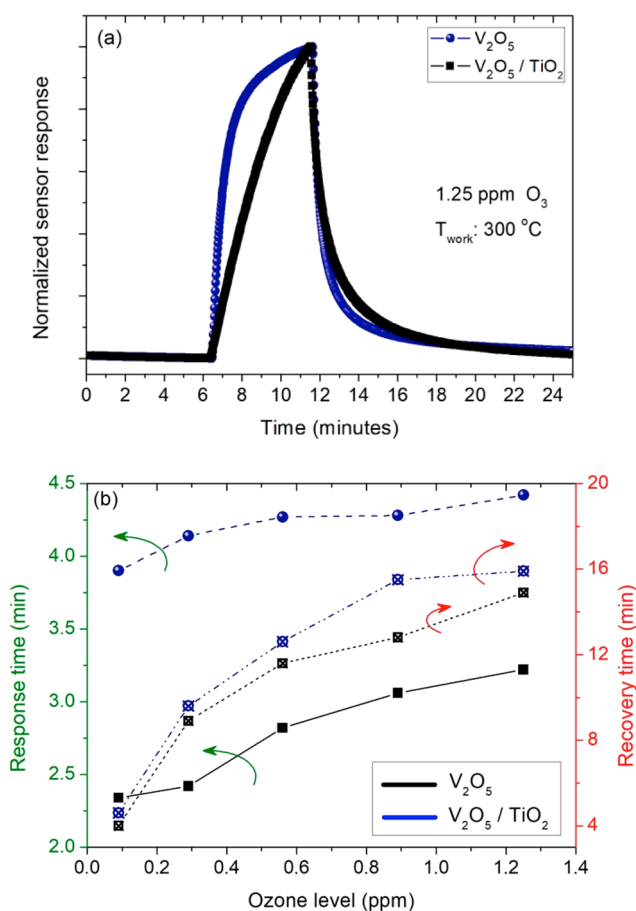 (a)
V₂O₅
V₂O₅ / TiO₂
Normalized sensor response
1.25 ppm O₃
T_work: 300 °C
0 2 4 6 8 10 12 14 16 18 20 22 24
Time (minutes)
(b)
4.5
4.0
3.5
3.0
2.5
2.0
Response time (min)
20
16
12
8
4
Recovery time (min)
V₂O₅
V₂O₅ / TiO₂
0.0 0.2 0.4 0.6 0.8 1.0 1.2 1.4
Ozone level (ppm)